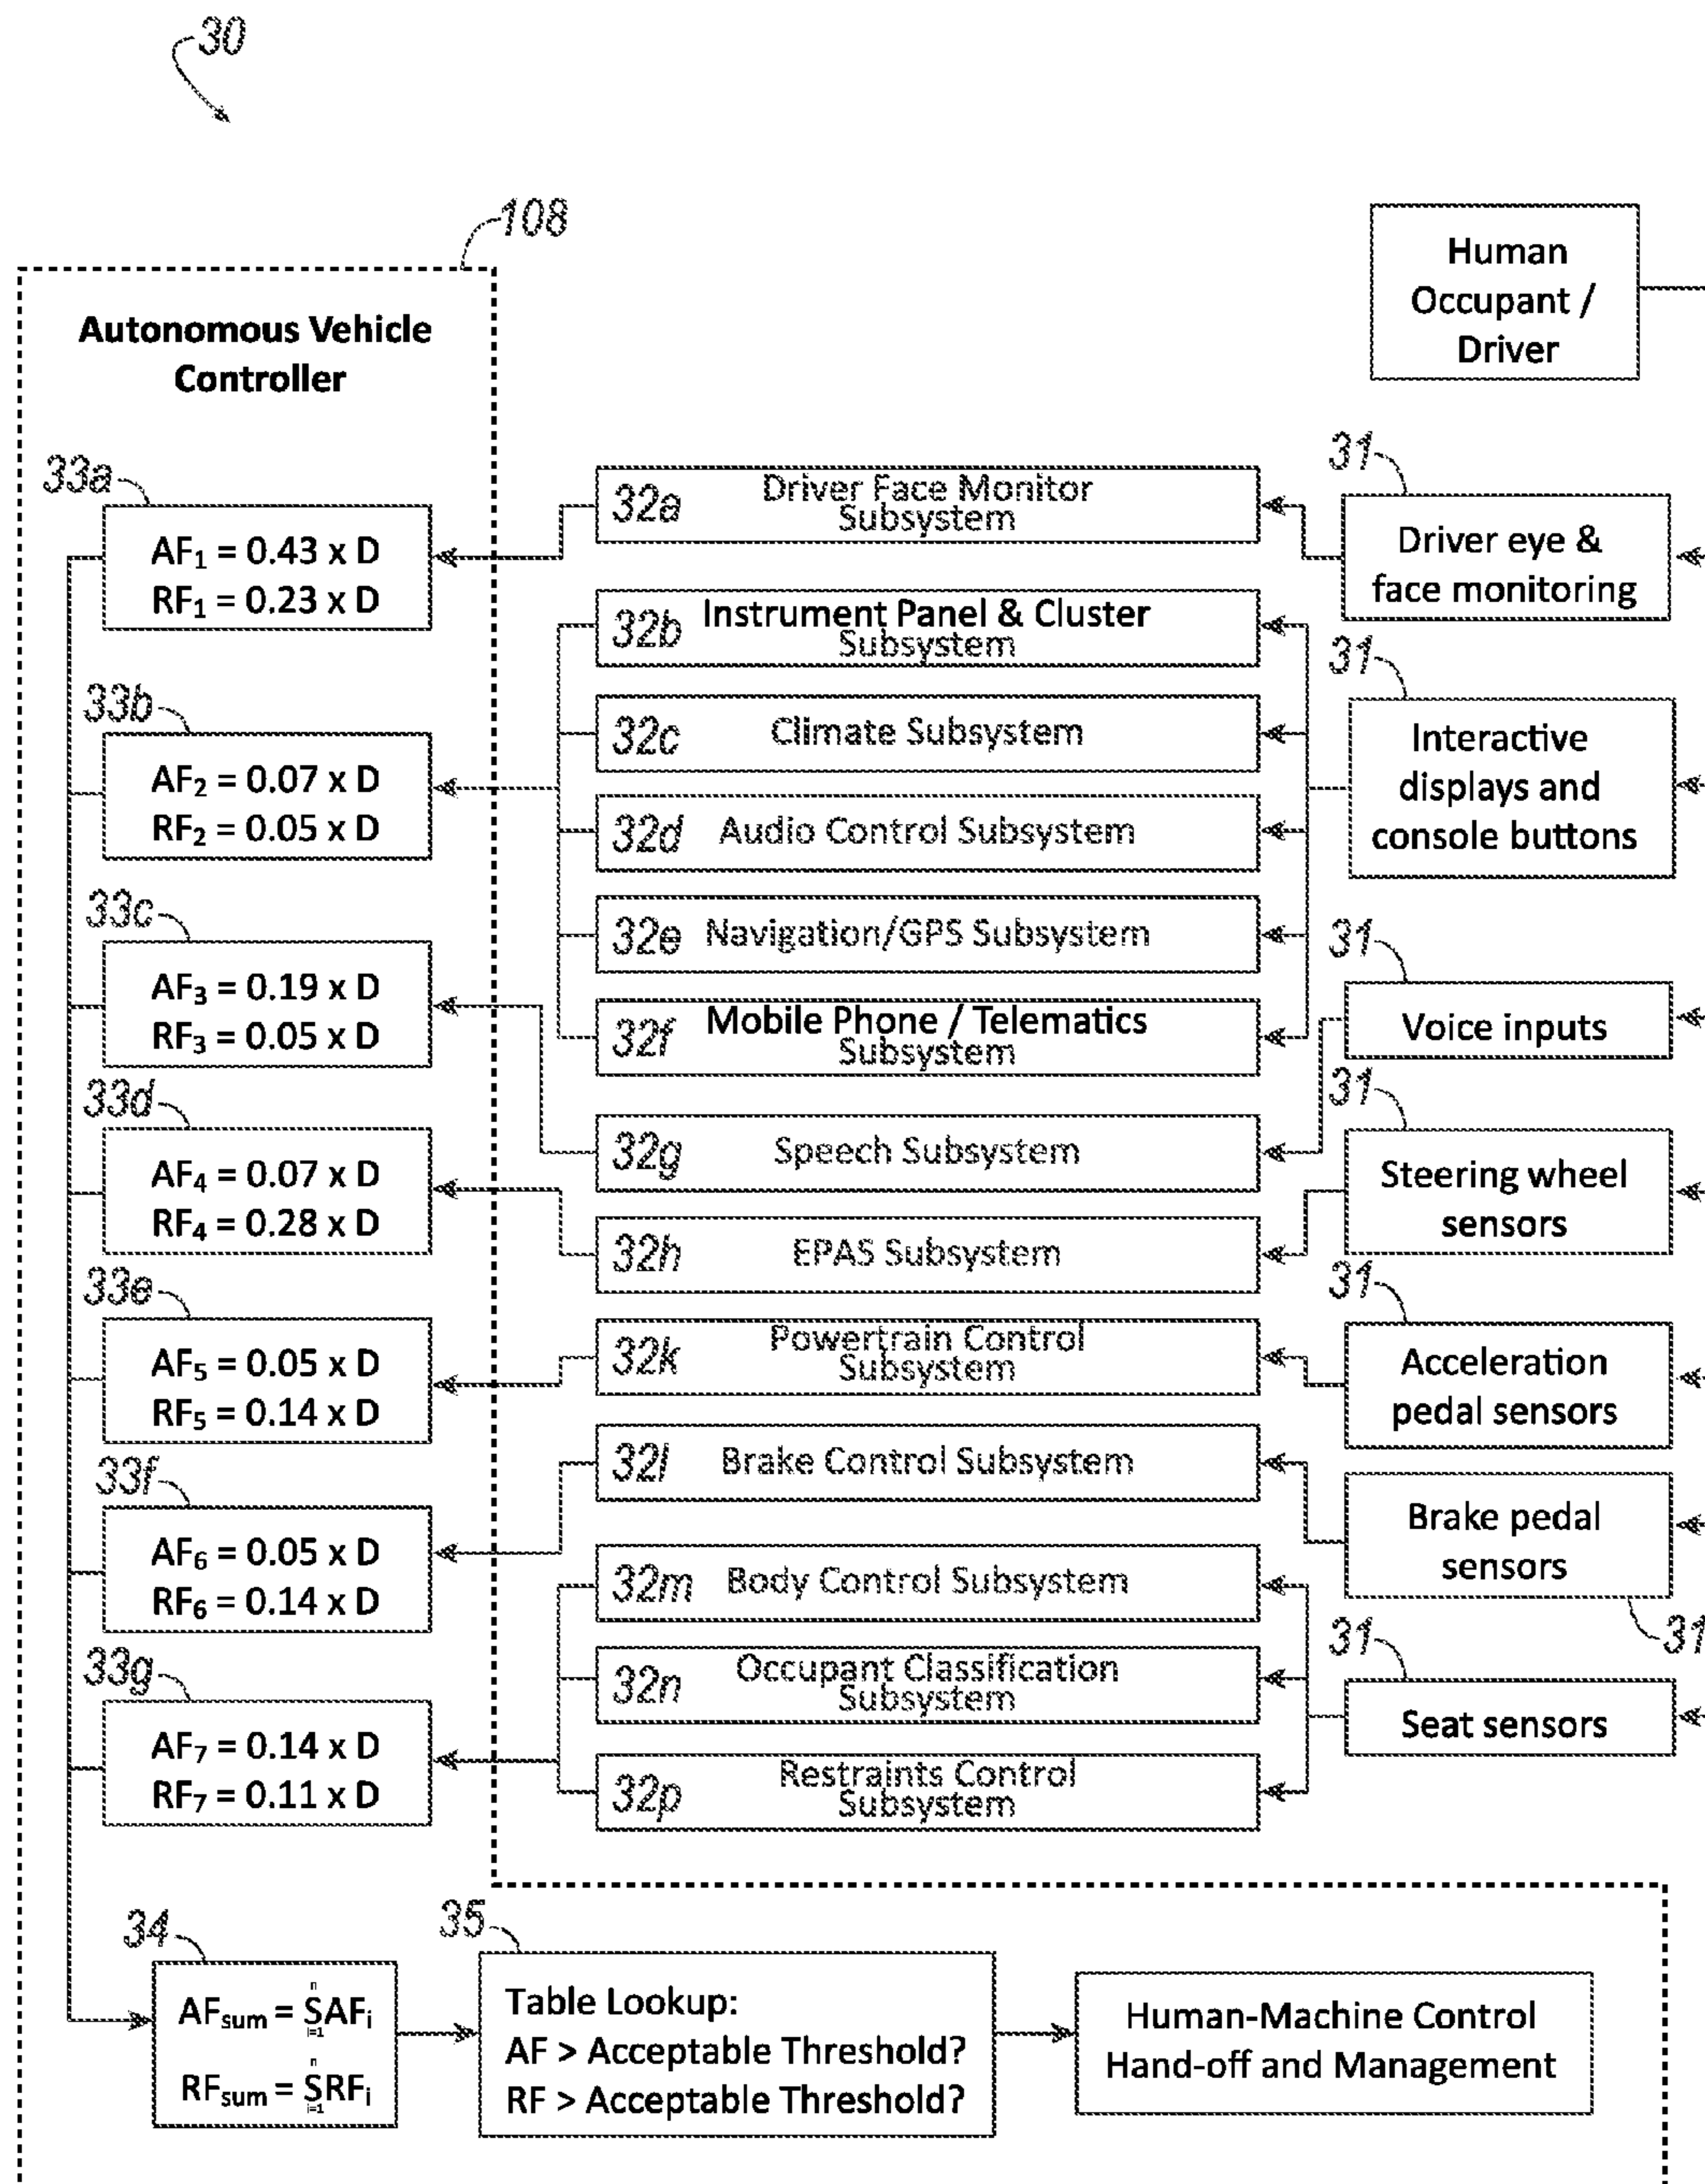 30
108
Human
Occupant /
Driver
Autonomous Vehicle
Controller
33a
AF1 = 0.43 x D
RF1 = 0.23 x D
32a
Driver Face Monitor
Subsystem
31
Driver eye &
face monitoring
33b
AF2 = 0.07 x D
RF2 = 0.05 x D
32b
Instrument Panel & Cluster
Subsystem
32c
Climate Subsystem
32d
Audio Control Subsystem
32e
Navigation/GPS Subsystem
32f
Mobile Phone / Telematics
Subsystem
31
Interactive
displays and
console buttons
33c
AF3 = 0.19 x D
RF3 = 0.05 x D
32g
Speech Subsystem
31
Voice inputs
33d
AF4 = 0.07 x D
RF4 = 0.28 x D
32h
EPAS Subsystem
31
Steering wheel
sensors
33e
AF5 = 0.05 x D
RF5 = 0.14 x D
32k
Powertrain Control
Subsystem
31
Acceleration
pedal sensors
33f
AF6 = 0.05 x D
RF6 = 0.14 x D
32l
Brake Control Subsystem
Brake pedal
sensors
31
33g
AF7 = 0.14 x D
RF7 = 0.11 x D
32m
Body Control Subsystem
32n
Occupant Classification
Subsystem
32p
Restraints Control
Subsystem
31
Seat sensors
34
AFsum = n S i=1 AFi
RFsum = n S i=1 RFi
35
Table Lookup:
AF > Acceptable Threshold?
RF > Acceptable Threshold?
Human-Machine Control
Hand-off and Management